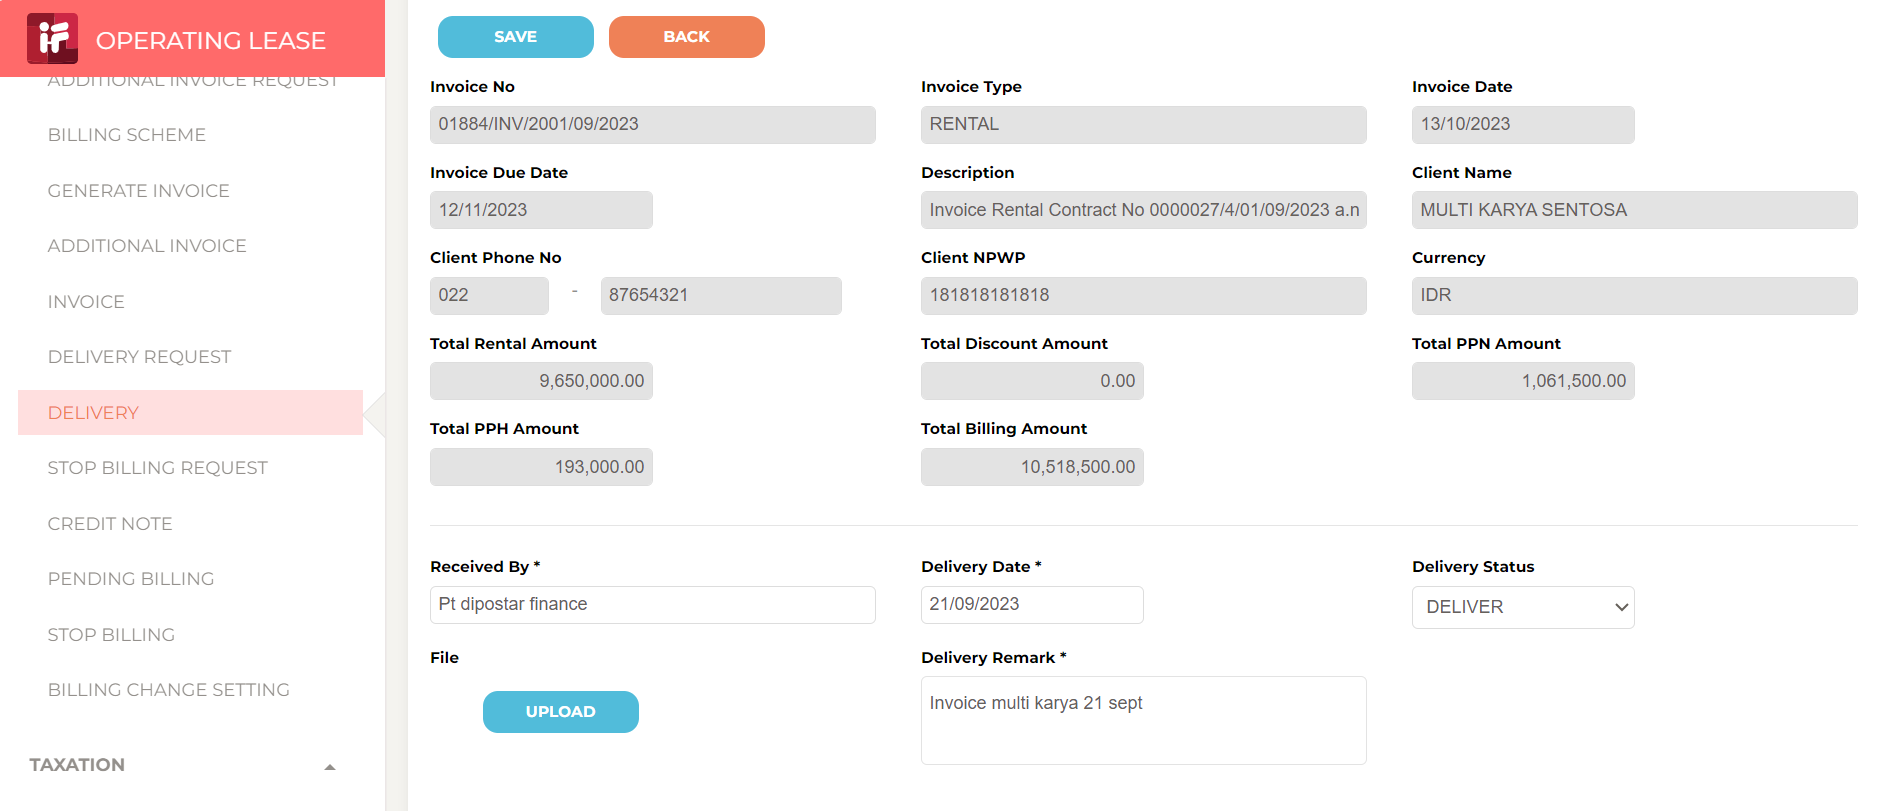 iF OPERATING LEASE
ADDITIONAL INVOICE REQUEST
BILLING SCHEME
GENERATE INVOICE
ADDITIONAL INVOICE
INVOICE
DELIVERY REQUEST
DELIVERY
STOP BILLING REQUEST
CREDIT NOTE
PENDING BILLING
STOP BILLING
BILLING CHANGE SETTING
TAXATION
SAVE BACK
Invoice No Invoice Type Invoice Date
01884/INV/2001/09/2023 RENTAL 13/10/2023
Invoice Due Date Description Client Name
12/11/2023 Invoice Rental Contract No 0000027/4/01/09/2023 a.n MULTI KARYA SENTOSA
Client Phone No Client NPWP Currency
022 - 87654321 181818181818 IDR
Total Rental Amount Total Discount Amount Total PPN Amount
9,650,000.00 0.00 1,061,500.00
Total PPH Amount Total Billing Amount
193,000.00 10,518,500.00
Received By * Delivery Date * Delivery Status
Pt dipostar finance 21/09/2023 DELIVER
File Delivery Remark *
UPLOAD Invoice multi karya 21 sept